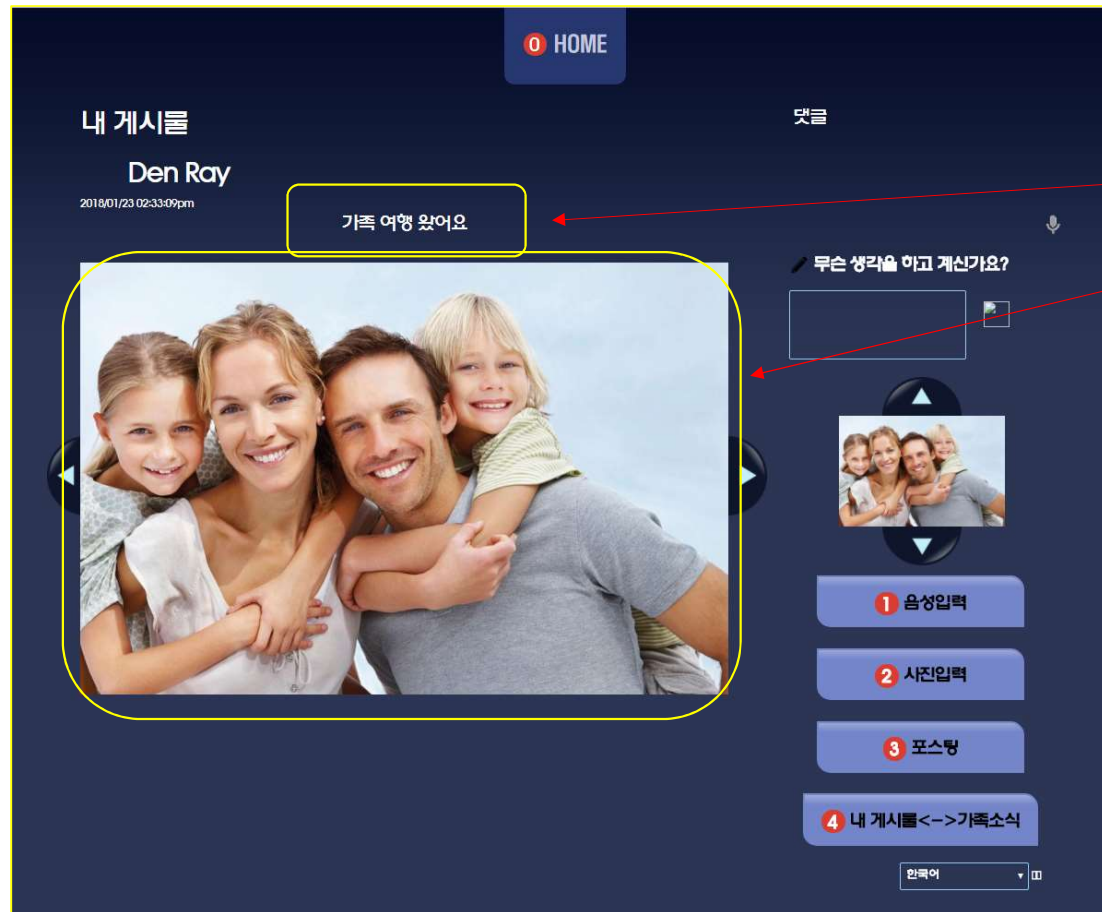 0 HOME
내 게시물
댓글
Den Ray
2018/01/23 02:33:09pm
가족 여행 왔어요
무슨 생각을 하고 계신가요?
1 음성입력
2 사진입력
3 포스팅
4 내 게시물<->가족소식
한국어